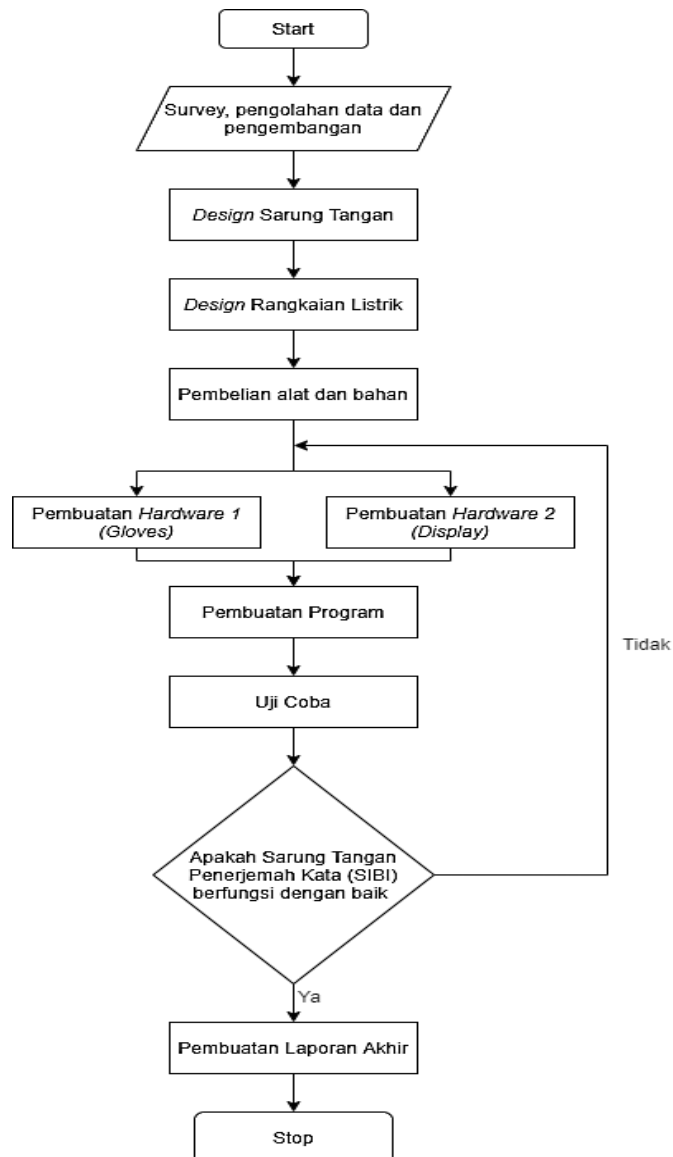 Start
Survey, pengolahan data dan
pengembangan
Design Sarung Tangan
Design Rangkaian Listrik
Pembelian alat dan bahan
Pembuatan Hardware 1
(Gloves)
Pembuatan Hardware 2
(Display)
Pembuatan Program
Tidak
Uji Coba
Apakah Sarung Tangan
Penerjemah Kata (SIBI)
berfungsi dengan baik
Ya
Pembuatan Laporan Akhir
Stop